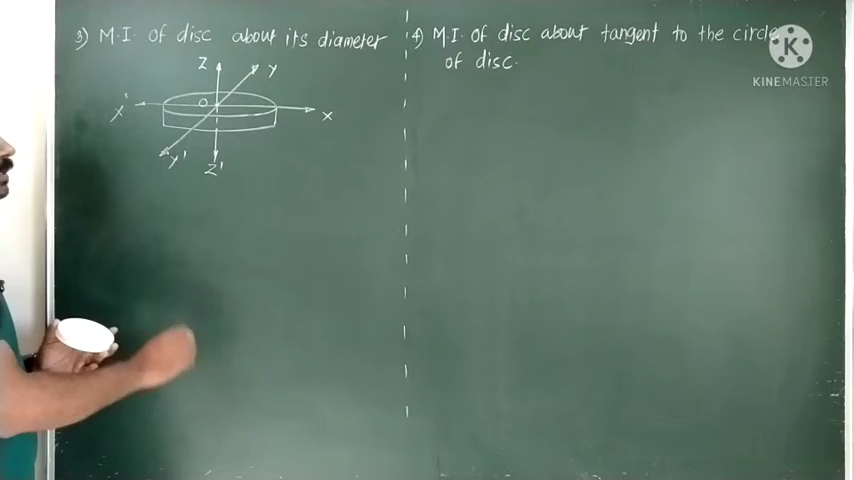 3) M.I. of disc about its diameter
Z
Y
X'
O
X
Y'
Z'
4) M.I. of disc about tangent to the circle
of disc.
K
KINEMASTER